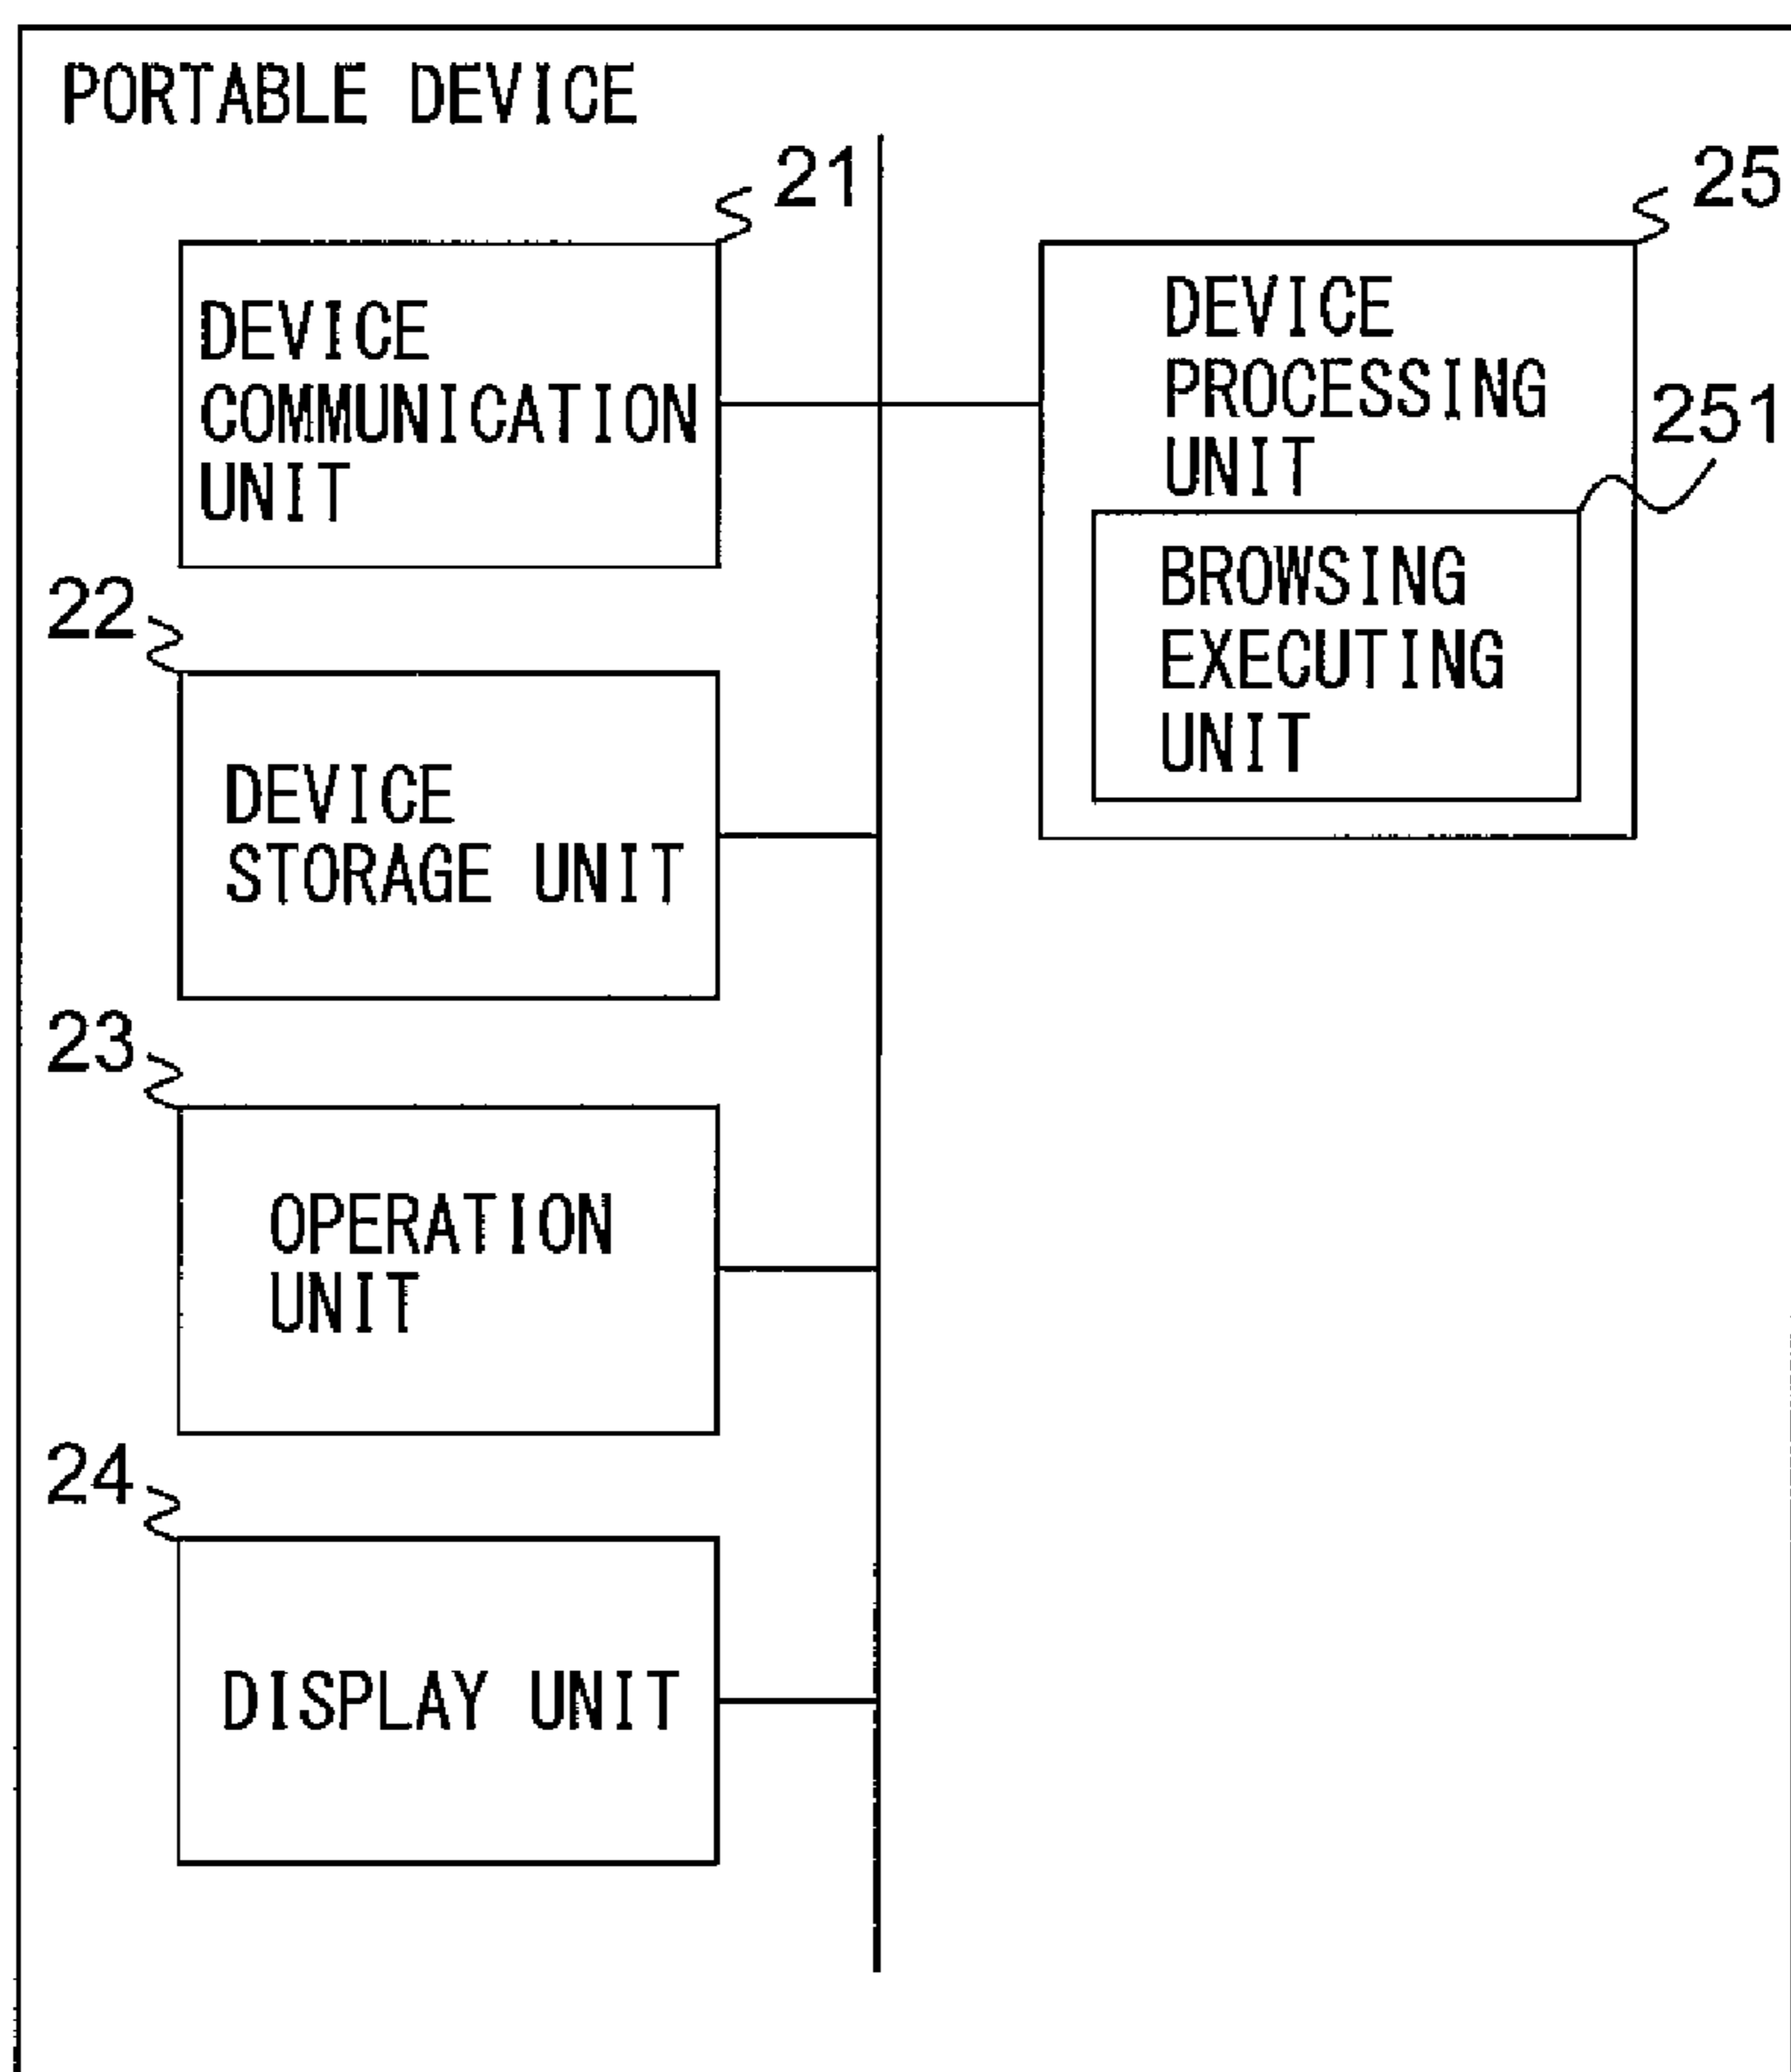 PORTABLE DEVICE
21
DEVICE
COMMUNICATION
UNIT
22
DEVICE
STORAGE UNIT
23
OPERATION
UNIT
24
DISPLAY UNIT
25
DEVICE
PROCESSING
UNIT
251
BROWSING
EXECUTING
UNIT